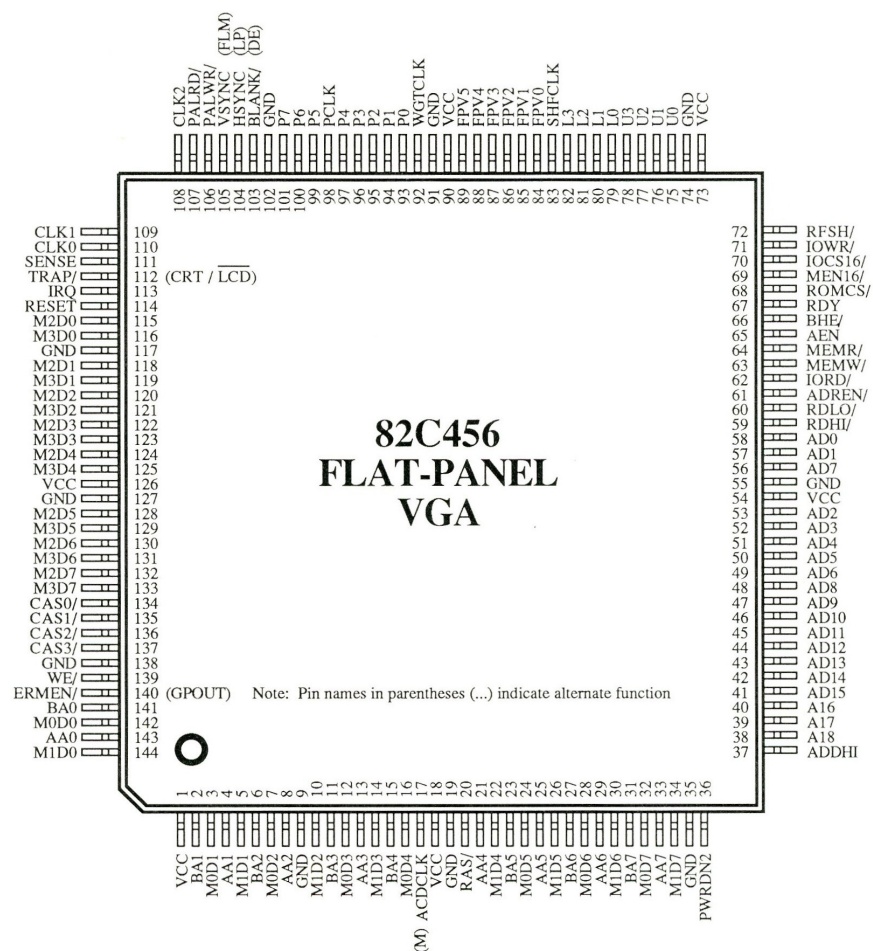 CLK2
PALRD/
PALWR/
VSYNC (FLM)
HSYNC (LP)
BLANK/ (DE)
GND
P7
P6
P5
PCLK
P4
P3
P2
P1
P0
WGTCLK
GND
VCC
FPV5
FPV4
FPV3
FPV2
FPV1
FPV0
SHFCLK
L3
L2
L1
L0
U3
U2
U1
U0
GND
VCC
108
107
106
105
104
103
102
101
100
99
98
97
96
95
94
93
92
91
90
89
88
87
86
85
84
83
82
81
80
79
78
77
76
75
74
73
CLK1 109
CLK0 110
SENSE 111
TRAP/ 112 (CRT / LCD)
IRQ 113
RESET 114
M2D0 115
M3D0 116
GND 117
M2D1 118
M3D1 119
M2D2 120
M3D2 121
M2D3 122
M3D3 123
M2D4 124
M3D4 125
VCC 126
GND 127
M2D5 128
M3D5 129
M2D6 130
M3D6 131
M2D7 132
M3D7 133
CAS0/ 134
CAS1/ 135
CAS2/ 136
CAS3/ 137
GND 138
WE/ 139
ERMEN/ 140 (GPOUT)
BA0 141
M0D0 142
AA0 143
M1D0 144
82C456
FLAT-PANEL
VGA
Note: Pin names in parentheses (...) indicate alternate function
72 RFSH/
71 IOWR/
70 IOCS16/
69 MEN16/
68 ROMCS/
67 RDY
66 BHE/
65 AEN
64 MEMR/
63 MEMW/
62 IORD/
61 ADREN/
60 RDLO/
59 RDHI/
58 AD0
57 AD1
56 AD7
55 GND
54 VCC
53 AD2
52 AD3
51 AD4
50 AD5
49 AD6
48 AD8
47 AD9
46 AD10
45 AD11
44 AD12
43 AD13
42 AD14
41 AD15
40 A16
39 A17
38 A18
37 ADDHI
1
2
3
4
5
6
7
8
9
10
11
12
13
14
15
16
17
18
19
20
21
22
23
24
25
26
27
28
29
30
31
32
33
34
35
36
VCC
BA1
M0D1
AA1
M1D1
BA2
M0D2
AA2
GND
M1D2
BA3
M0D3
AA3
M1D3
BA4
M0D4
(M) ACDCLK
VCC
GND
RAS/
AA4
M1D4
BA5
M0D5
AA5
M1D5
BA6
M0D6
AA6
M1D6
BA7
M0D7
AA7
M1D7
GND
PWRDN2